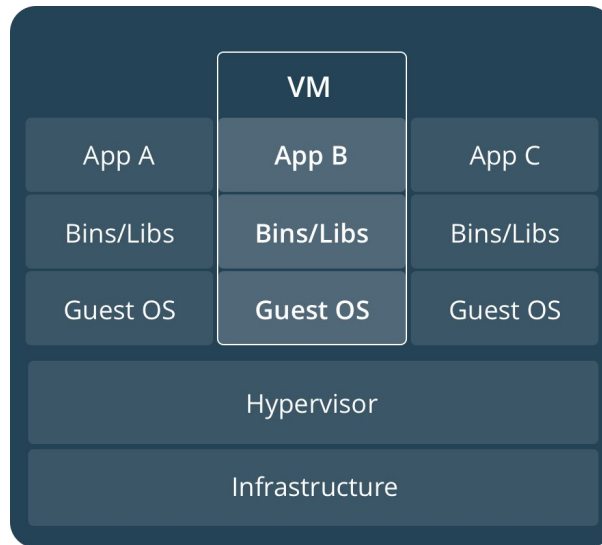 VM
App A App B App C
Bins/Libs Bins/Libs Bins/Libs
Guest OS Guest OS Guest OS
Hypervisor
Infrastructure